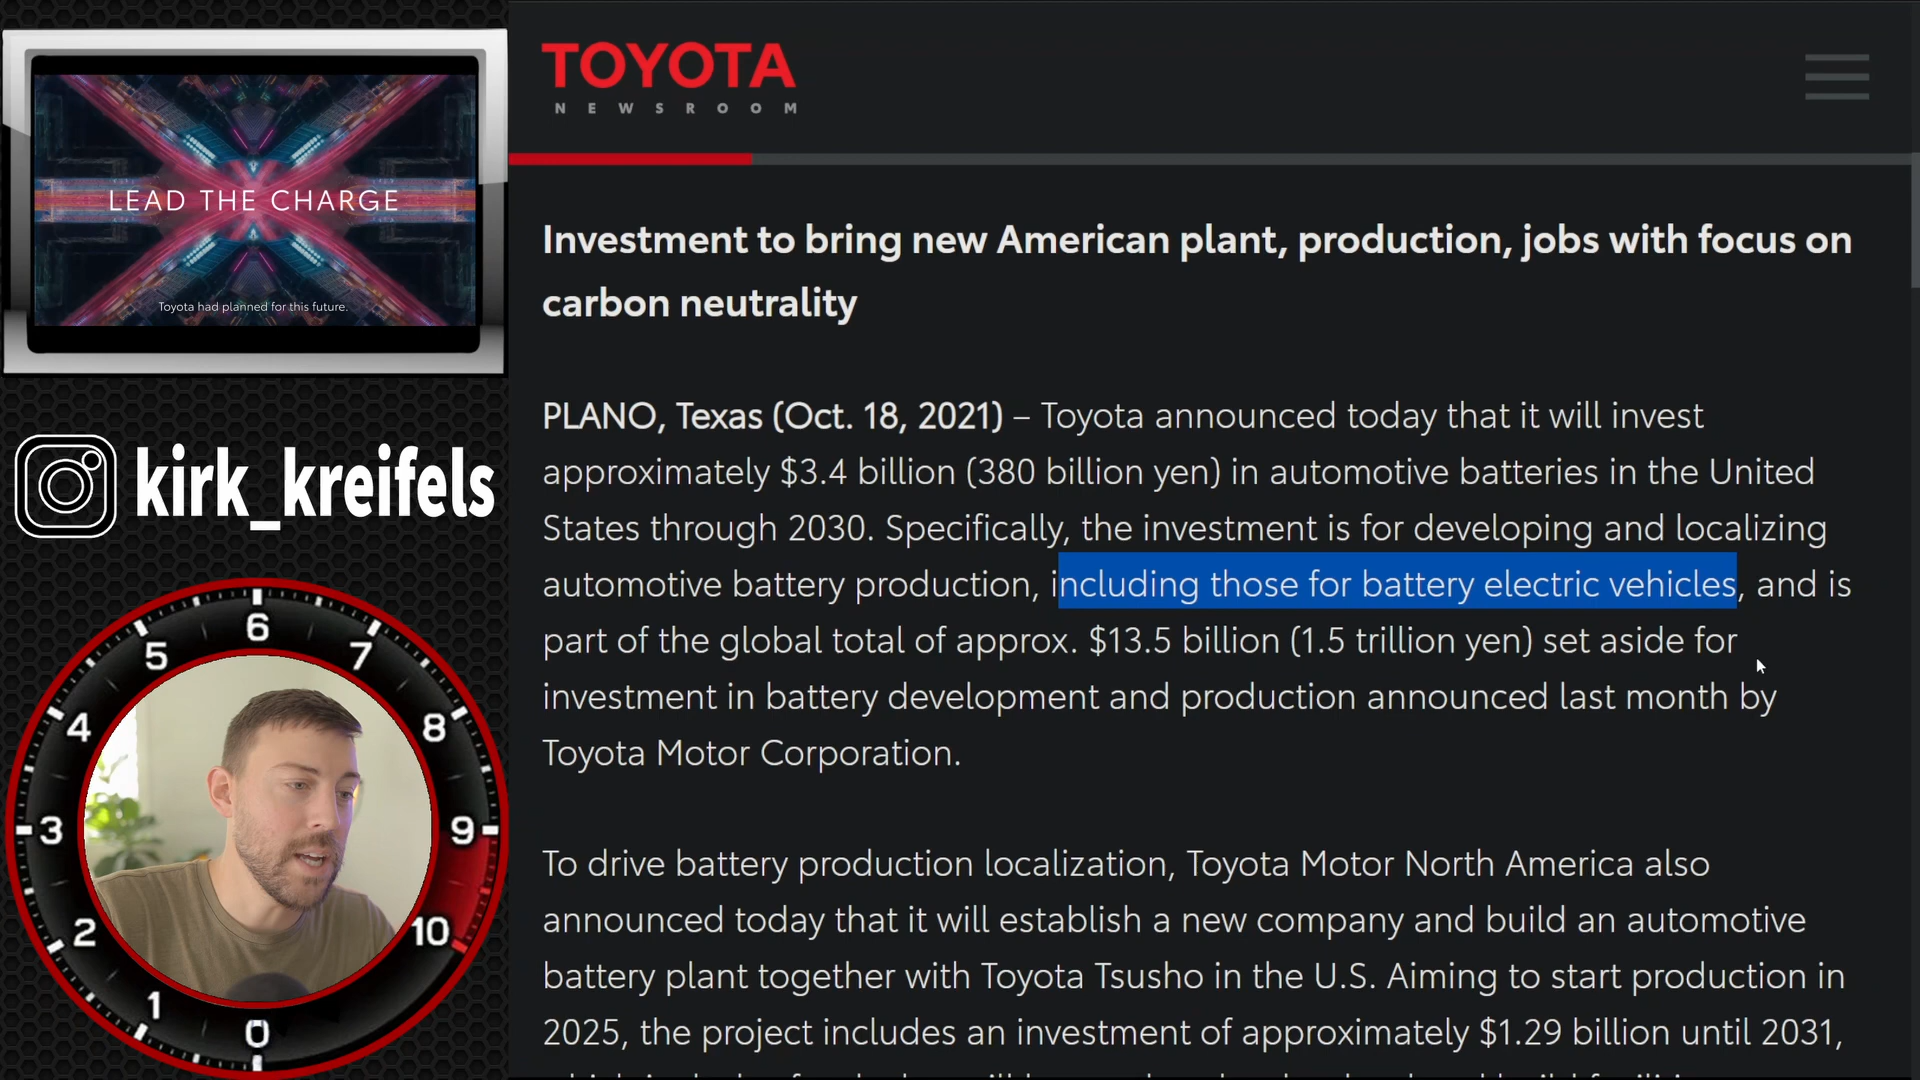 LEAD THE CHARGE
Toyota had planned for this future.
kirk_kreifels
6
5
7
4
8
3
9
2
10
1
0
TOYOTA
NEWSROOM
Investment to bring new American plant, production, jobs with focus on
carbon neutrality
PLANO, Texas (Oct. 18, 2021) – Toyota announced today that it will invest
approximately $3.4 billion (380 billion yen) in automotive batteries in the United
States through 2030. Specifically, the investment is for developing and localizing
automotive battery production, including those for battery electric vehicles, and is
part of the global total of approx. $13.5 billion (1.5 trillion yen) set aside for
investment in battery development and production announced last month by
Toyota Motor Corporation.
To drive battery production localization, Toyota Motor North America also
announced today that it will establish a new company and build an automotive
battery plant together with Toyota Tsusho in the U.S. Aiming to start production in
2025, the project includes an investment of approximately $1.29 billion until 2031,